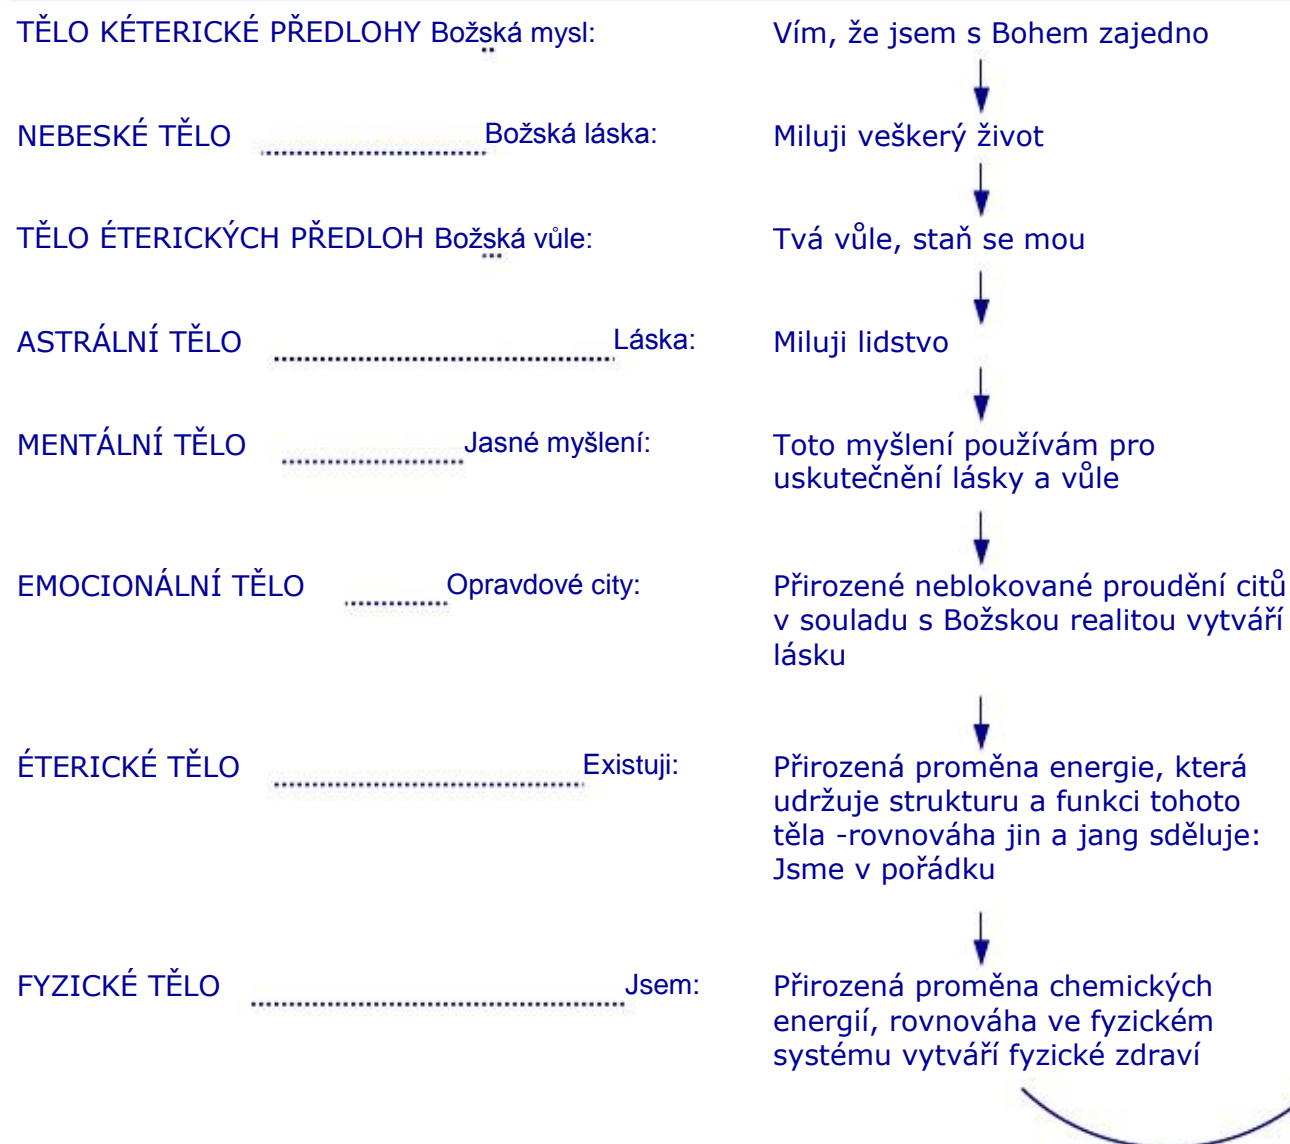 TĚLO KÉTERICKÉ PŘEDLOHY Božská mysl: Vím, že jsem s Bohem zajedno
NEBESKÉ TĚLO Božská láska: Miluji veškerý život
TĚLO ÉTERICKÝCH PŘEDLOH Božská vůle: Tvá vůle, staň se mou
ASTRÁLNÍ TĚLO Láska: Miluji lidstvo
MENTÁLNÍ TĚLO Jasné myšlení: Toto myšlení používám pro
uskutečnění lásky a vůle
EMOCIONÁLNÍ TĚLO Opravdové city: Přirozené neblokované proudění citů
v souladu s Božskou realitou vytváří
lásku
ÉTERICKÉ TĚLO Existuji: Přirozená proměna energie, která
udržuje strukturu a funkci tohoto
těla -rovnováha jin a jang sděluje:
Jsme v pořádku
FYZICKÉ TĚLO Jsem: Přirozená proměna chemických
energií, rovnováha ve fyzickém
systému vytváří fyzické zdraví